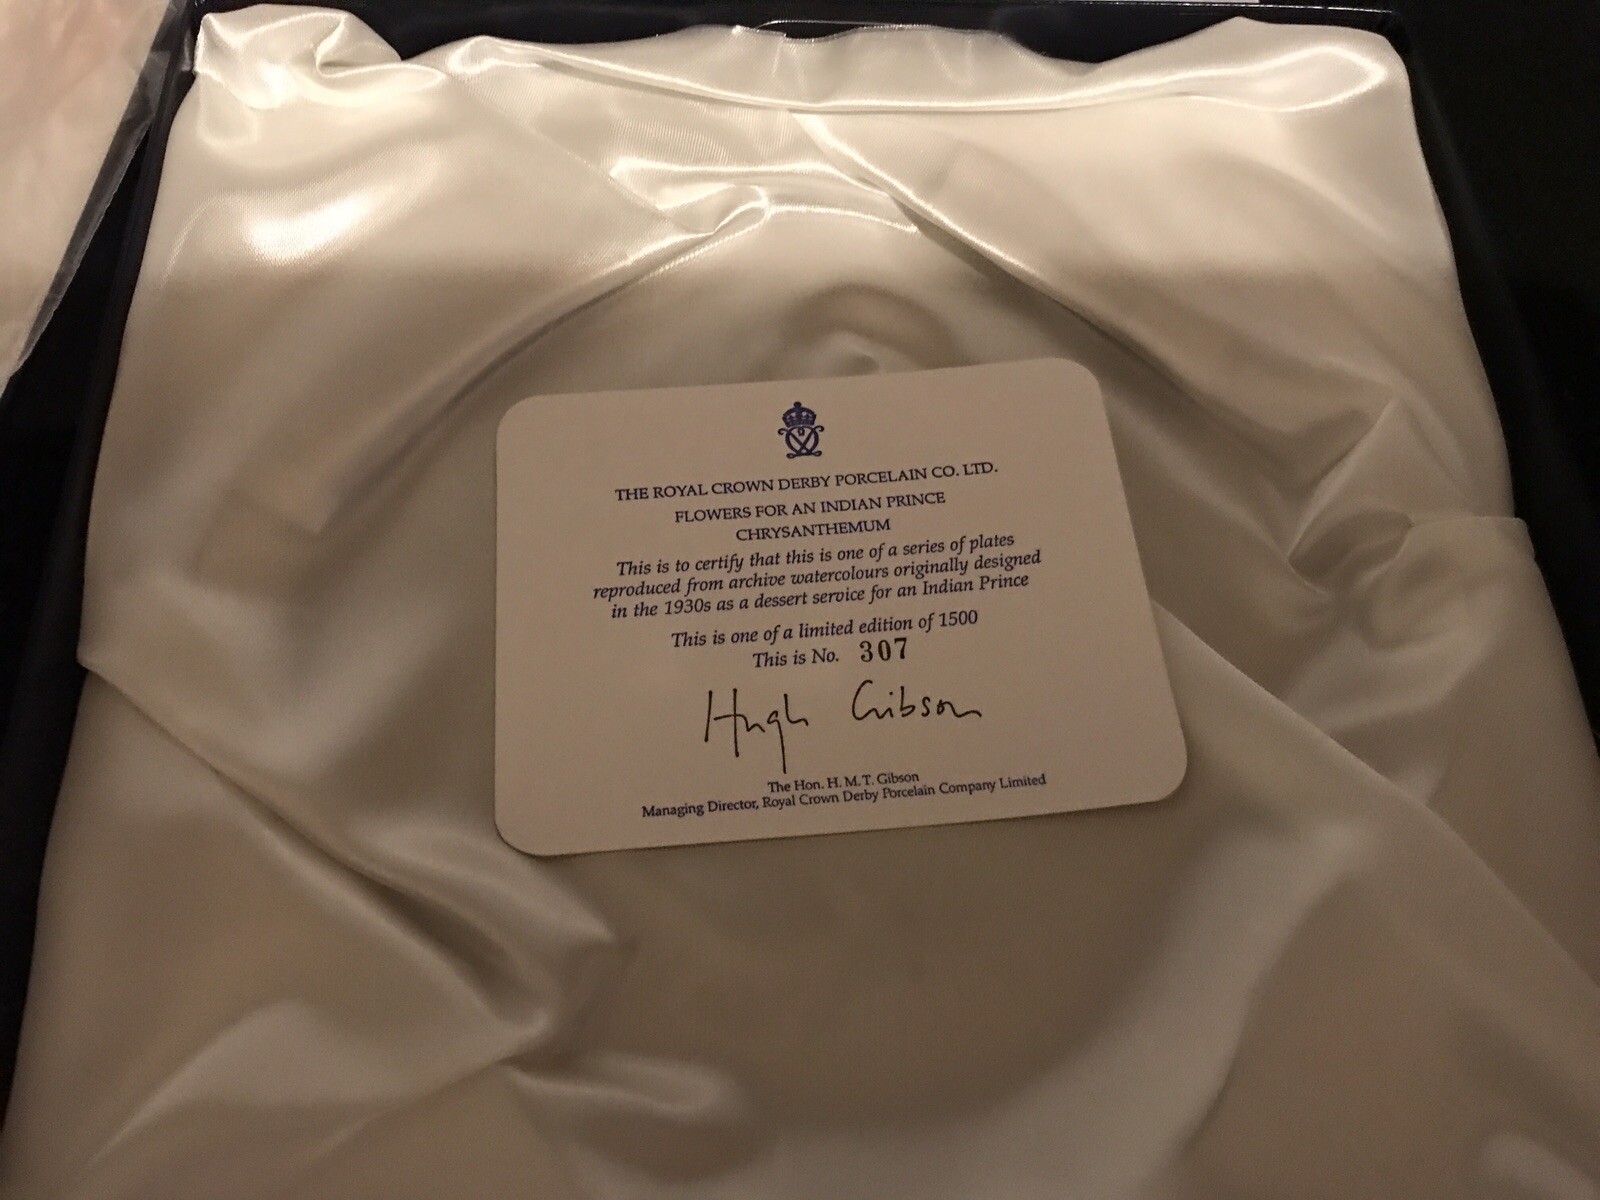 THE ROYAL CROWN DERBY PORCELAIN CO. LTD.
FLOWERS FOR AN INDIAN PRINCE
CHRYSANTHEMUM
This is to certify that this is one of a series of plates
reproduced from archive watercolours originally designed
in the 1930s as a dessert service for an Indian Prince
This is one of a limited edition of 1500
This is No. 307
Hugh Gibson
The Hon. H. M. T. Gibson
Managing Director, Royal Crown Derby Porcelain Company Limited